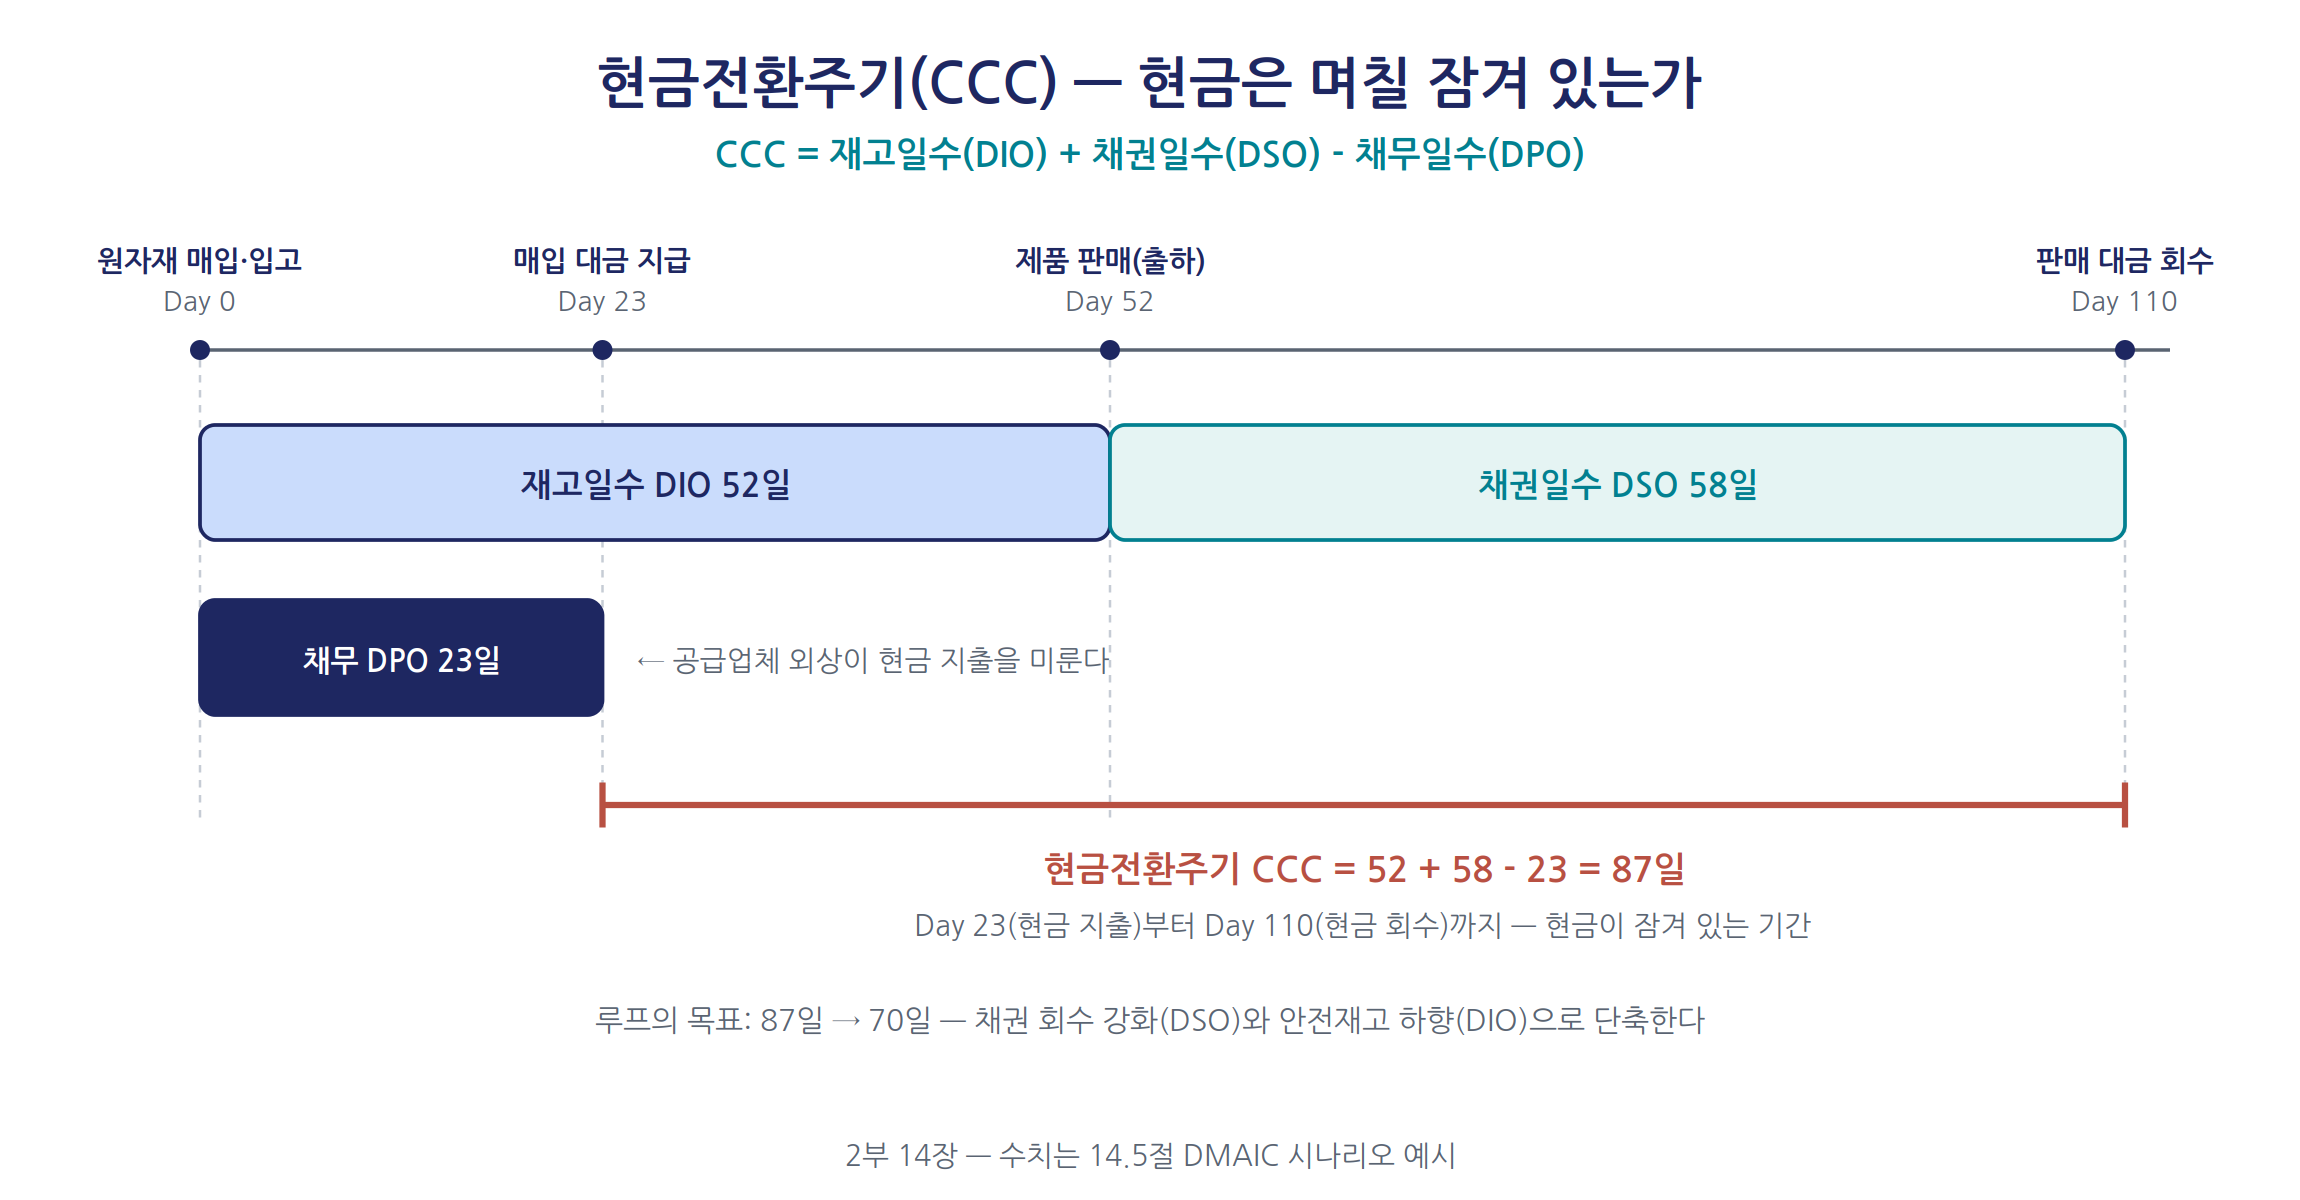 현금전환주기(CCC) — 현금은 며칠 잠겨 있는가
CCC = 재고일수(DIO) + 채권일수(DSO) - 채무일수(DPO)
원자재 매입·입고
Day 0
매입 대금 지급
Day 23
제품 판매(출하)
Day 52
판매 대금 회수
Day 110
재고일수 DIO 52일
채권일수 DSO 58일
채무 DPO 23일
← 공급업체 외상이 현금 지출을 미룬다
현금전환주기 CCC = 52 + 58 - 23 = 87일
Day 23(현금 지출)부터 Day 110(현금 회수)까지 — 현금이 잠겨 있는 기간
루프의 목표: 87일 → 70일 — 채권 회수 강화(DSO)와 안전재고 하향(DIO)으로 단축한다
2부 14장 — 수치는 14.5절 DMAIC 시나리오 예시